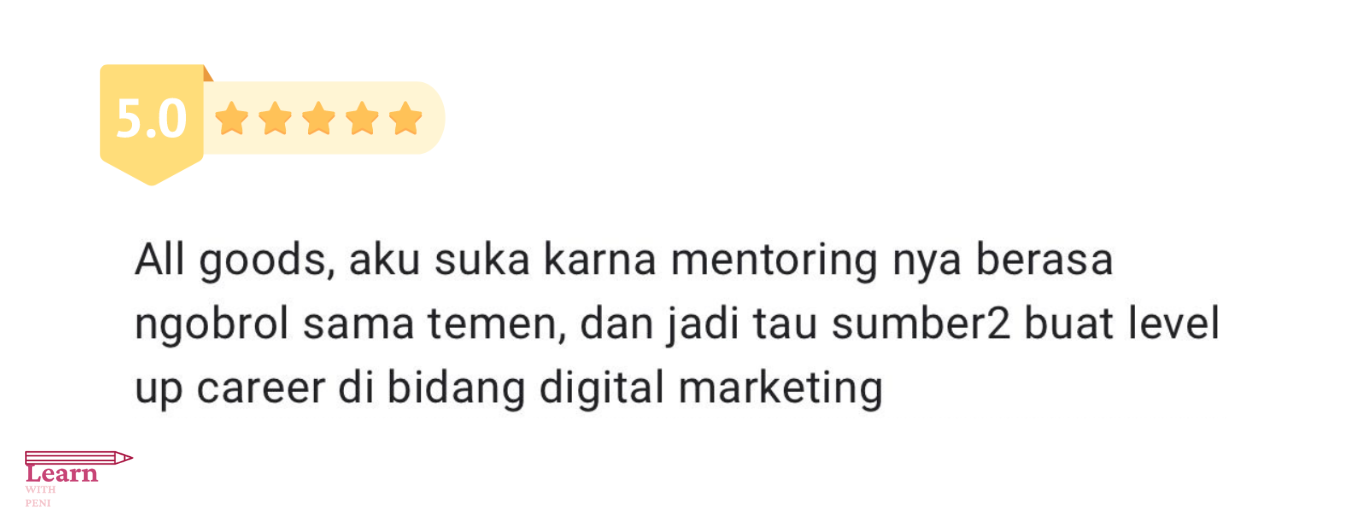 5.0
All goods, aku suka karna mentoring nya berasa
ngobrol sama temen, dan jadi tau sumber2 buat level
up career di bidang digital marketing
Learn
WITH
PENI